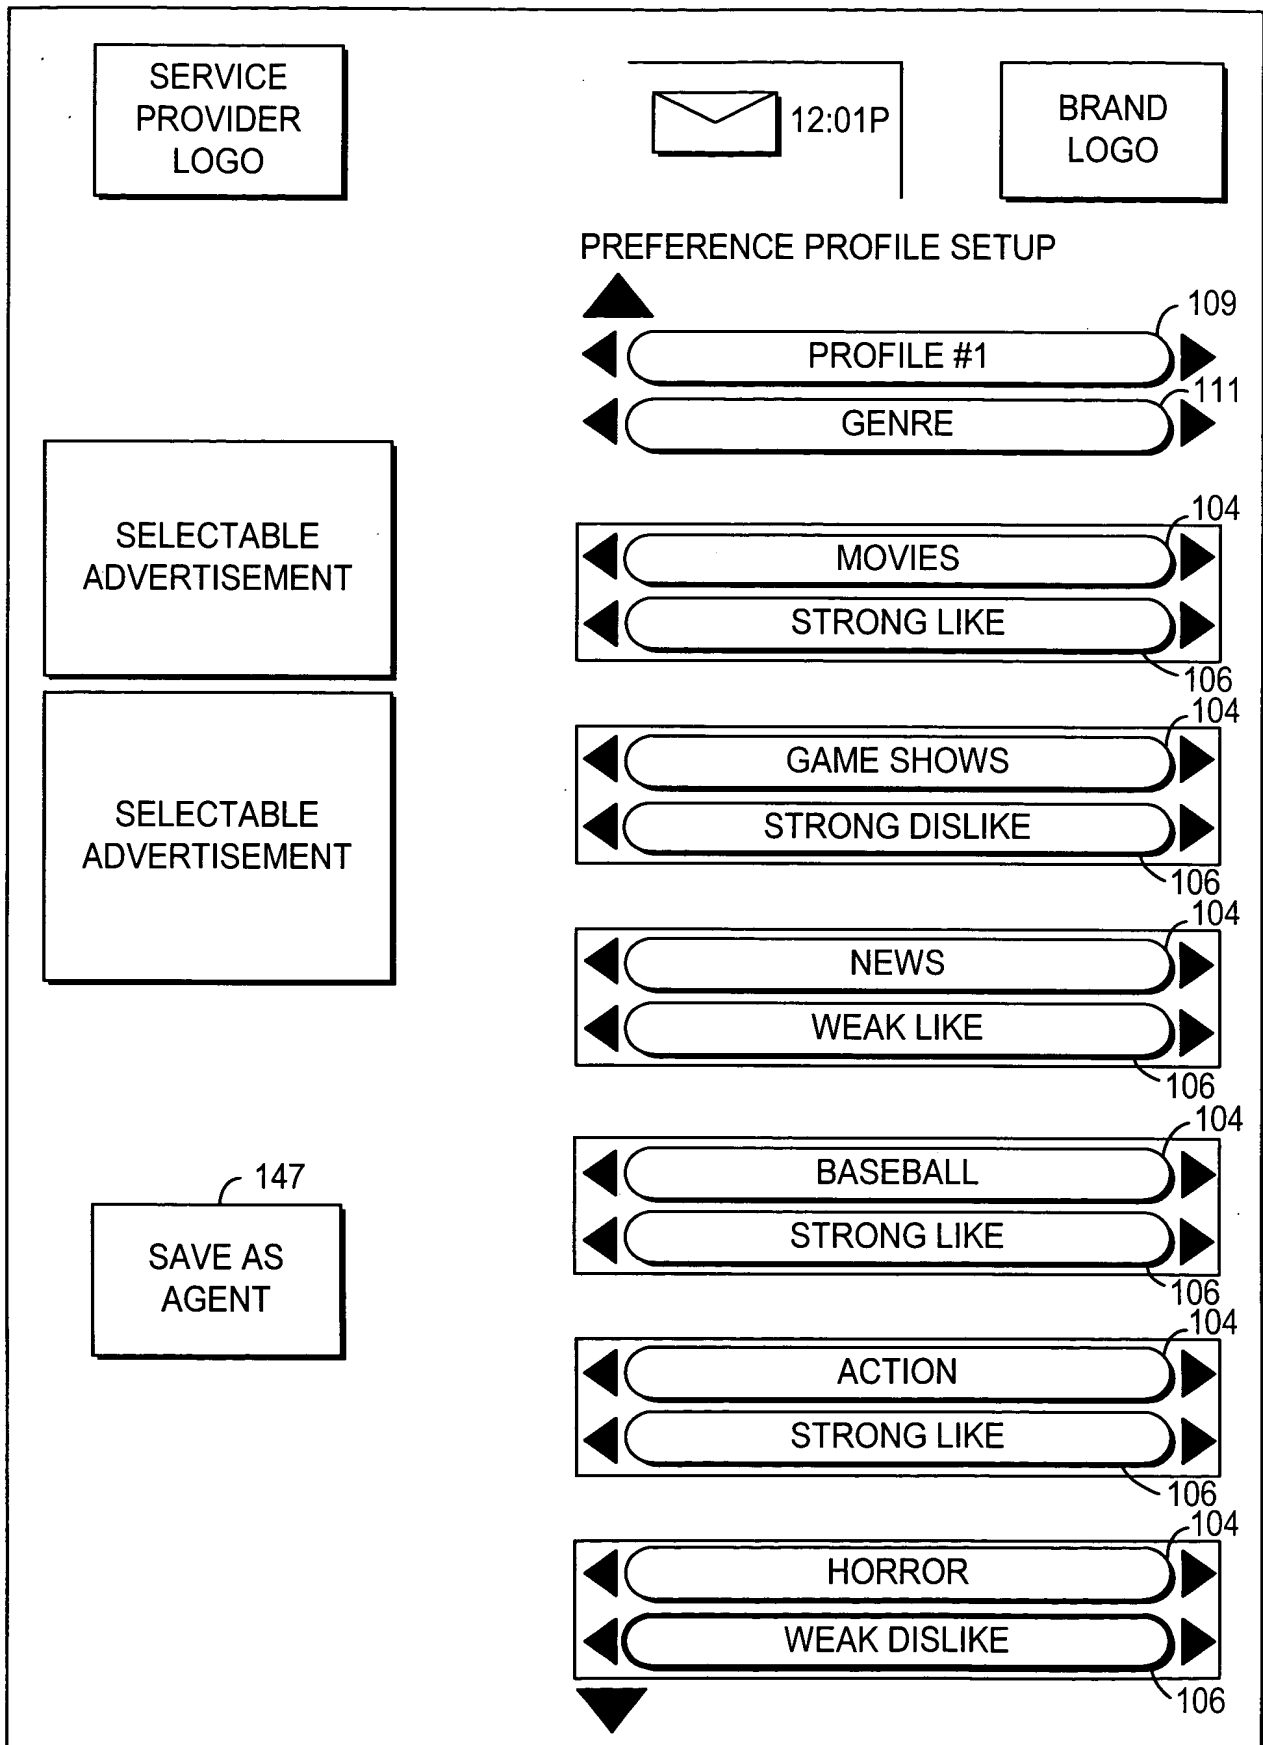 SERVICE
PROVIDER
LOGO
12:01P
BRAND
LOGO
PREFERENCE PROFILE SETUP
109
PROFILE #1
111
GENRE
SELECTABLE
ADVERTISEMENT
104
MOVIES
STRONG LIKE
106
SELECTABLE
ADVERTISEMENT
104
GAME SHOWS
STRONG DISLIKE
106
104
NEWS
WEAK LIKE
106
104
BASEBALL
STRONG LIKE
106
147
SAVE AS
AGENT
104
ACTION
STRONG LIKE
106
104
HORROR
WEAK DISLIKE
106